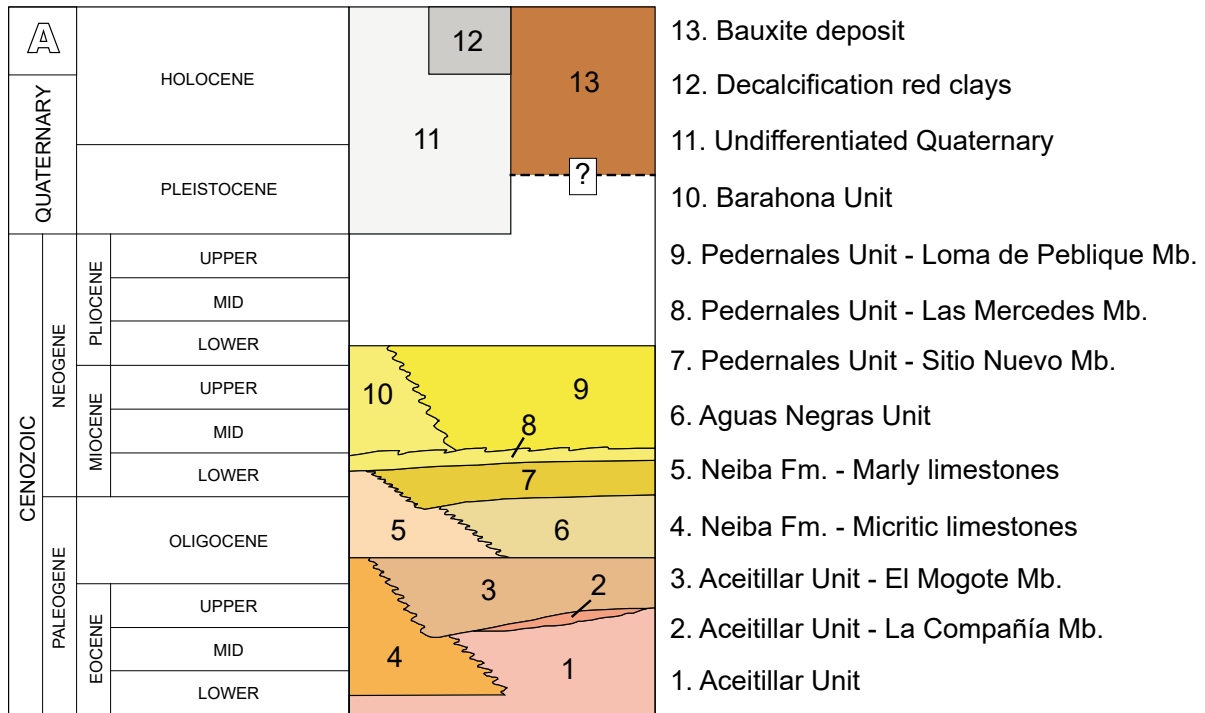 A
CENOZOIC
QUATERNARY
HOLOCENE
PLEISTOCENE
NEOGENE
PLIOCENE
UPPER
MID
LOWER
MIOCENE
UPPER
MID
LOWER
PALEOGENE
OLIGOCENE
EOCENE
UPPER
MID
LOWER
12
13
11
?
10
9
8
7
5
6
3
2
4
1
13. Bauxite deposit
12. Decalcification red clays
11. Undifferentiated Quaternary
10. Barahona Unit
9. Pedernales Unit - Loma de Peblique Mb.
8. Pedernales Unit - Las Mercedes Mb.
7. Pedernales Unit - Sitio Nuevo Mb.
6. Aguas Negras Unit
5. Neiba Fm. - Marly limestones
4. Neiba Fm. - Micritic limestones
3. Aceitillar Unit - El Mogote Mb.
2. Aceitillar Unit - La Compañía Mb.
1. Aceitillar Unit